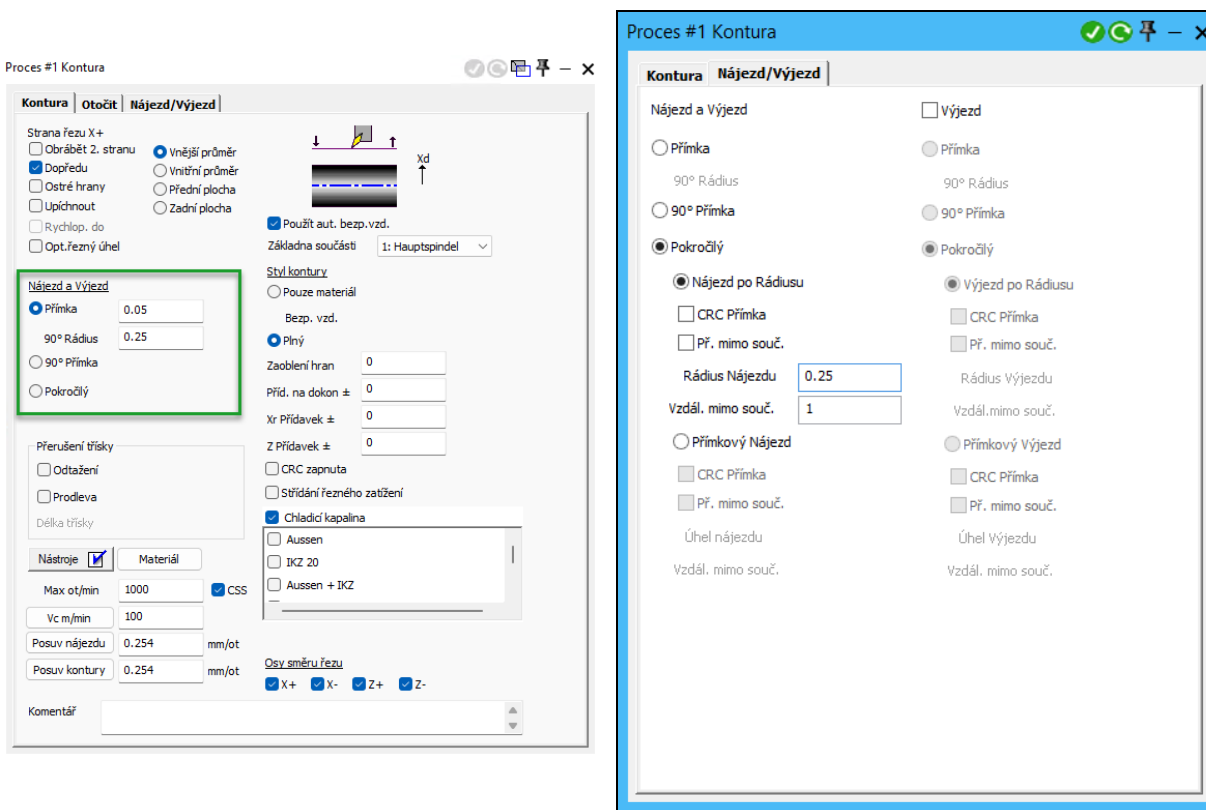 Proces #1 Kontura
Kontura Otočit Nájezd/Výjezd
Strana řezu X+
Obrábět 2. stranu
Dopředu
Ostré hrany
Upíchnout
Rychlop. do
Opt.řezný úhel
Vnější průměr
Vnitřní průměr
Přední plocha
Zadní plocha
Xd
Použít aut. bezp.vzd.
Základna součásti 1: Hauptspindel
Nájezd a Výjezd
Přímka 0.05
90° Rádius 0.25
90° Přímka
Pokročilý
Styl kontury
Pouze materiál
Bezp. vzd.
Plný
Zaoblení hran 0
Příd. na dokon ± 0
Xr Přídavek ± 0
Z Přídavek ± 0
CRC zapnuta
Střídání řezného zatížení
Přerušení třísky
Odtažení
Prodleva
Délka třísky
Chladicí kapalina
Aussen
IKZ 20
Aussen + IKZ
Nástroje Materiál
Max ot/min 1000 CSS
Vc m/min 100
Posuv nájezdu 0.254 mm/ot
Posuv kontury 0.254 mm/ot
Osy směru řezu
X+ X- Z+ Z-
Komentář
Proces #1 Kontura
Kontura Nájezd/Výjezd
Nájezd a Výjezd
Přímka
90° Rádius
90° Přímka
Pokročilý
Nájezd po Rádiusu
CRC Přímka
Př. mimo souč.
Rádius Nájezdu 0.25
Vzdál. mimo souč. 1
Přímkový Nájezd
CRC Přímka
Př. mimo souč.
Úhel nájezdu
Vzdál. mimo souč.
Výjezd
Přímka
90° Rádius
90° Přímka
Pokročilý
Výjezd po Rádiusu
CRC Přímka
Př. mimo souč.
Rádius Výjezdu
Vzdál.mimo souč.
Přímkový Výjezd
CRC Přímka
Př. mimo souč.
Úhel Výjezdu
Vzdál. mimo souč.